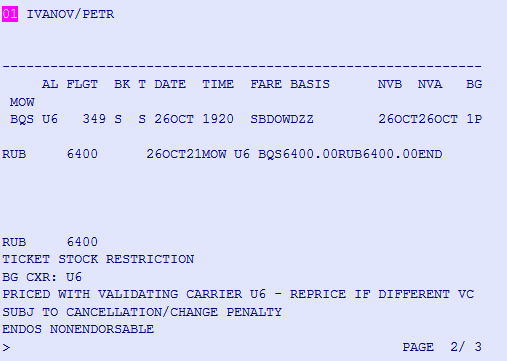 01 IVANOV/PETR
------------------------------------------------------------
AL FLGT BK T DATE TIME FARE BASIS NVB NVA BG
MOW
BQS U6 349 S S 26OCT 1920 SBDOWDZZ 26OCT26OCT 1P
RUB 6400 26OCT21MOW U6 BQS6400.00RUB6400.00END
RUB 6400
TICKET STOCK RESTRICTION
BG CXR: U6
PRICED WITH VALIDATING CARRIER U6 - REPRICE IF DIFFERENT VC
SUBJ TO CANCELLATION/CHANGE PENALTY
ENDOS NONENDORSABLE
> PAGE 2/ 3